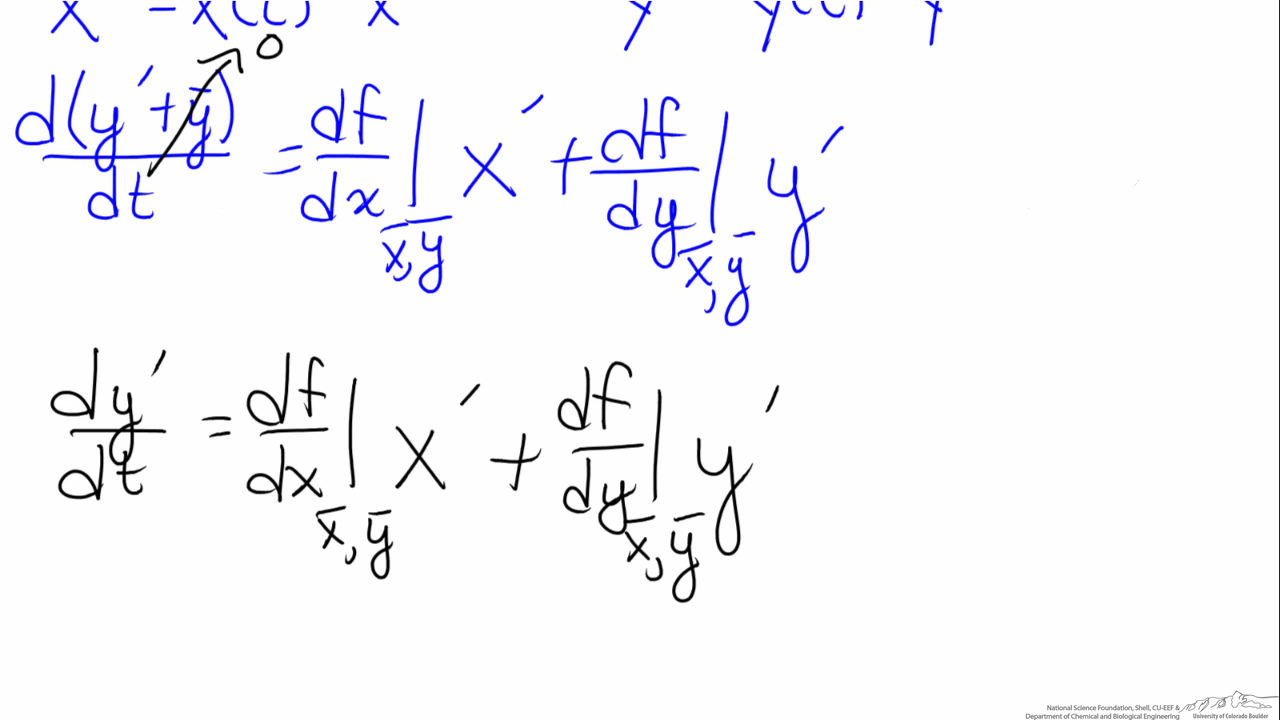 x' = x(t) - x̄ y' = y(t) - ȳ
0
d(y'+ȳ)/dt = df/dx|x̄,ȳ x' + df/dy|x̄,ȳ y'
dy'/dt = df/dx|x̄,ȳ x' + df/dy|x̄,ȳ y'
National Science Foundation, Shell, CU-EEF &
Department of Chemical and Biological Engineering
University of Colorado Boulder